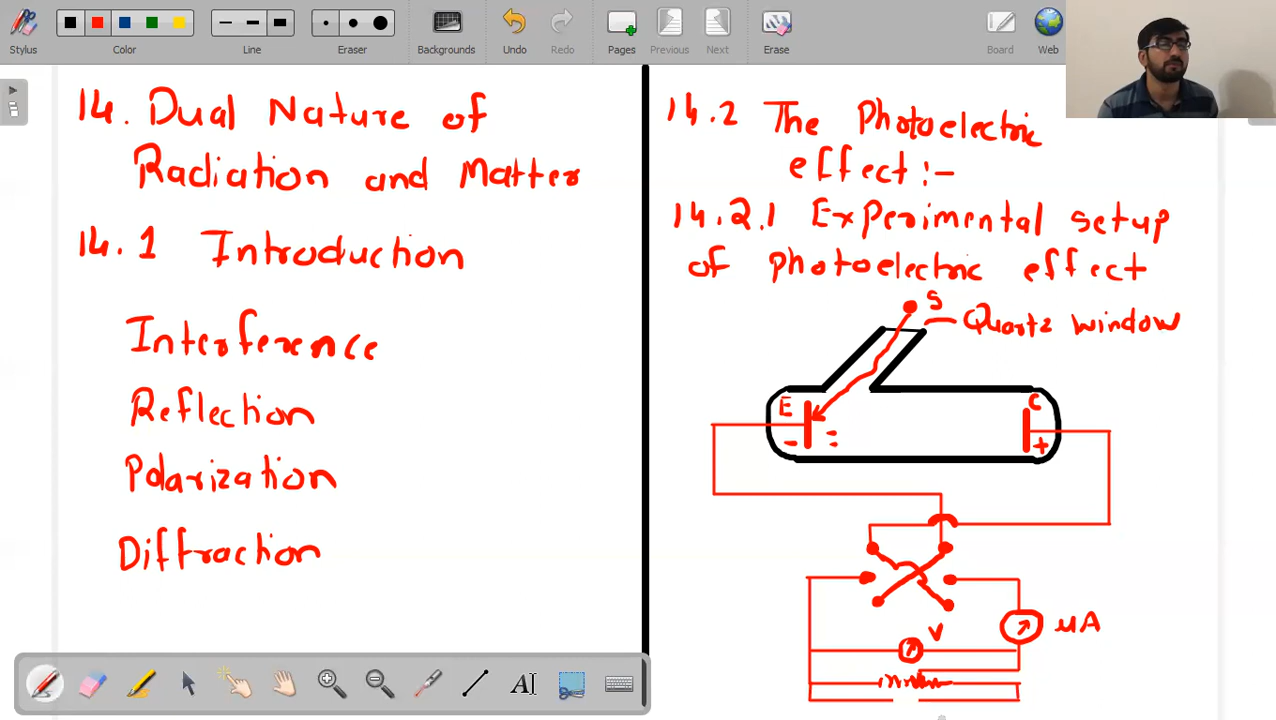 Stylus
Color
Line
Eraser
Backgrounds
Undo
Redo
Pages
Previous
Next
Erase
Board
Web
14. Dual Nature of
Radiation and Matter
14.1 Introduction
Interference
Reflection
Polarization
Diffraction
14.2 The Photoelectric
effect :-
14.2.1 Experimental setup
of photoelectric effect
S
Quartz window
E
C
-
+
V
μA
A